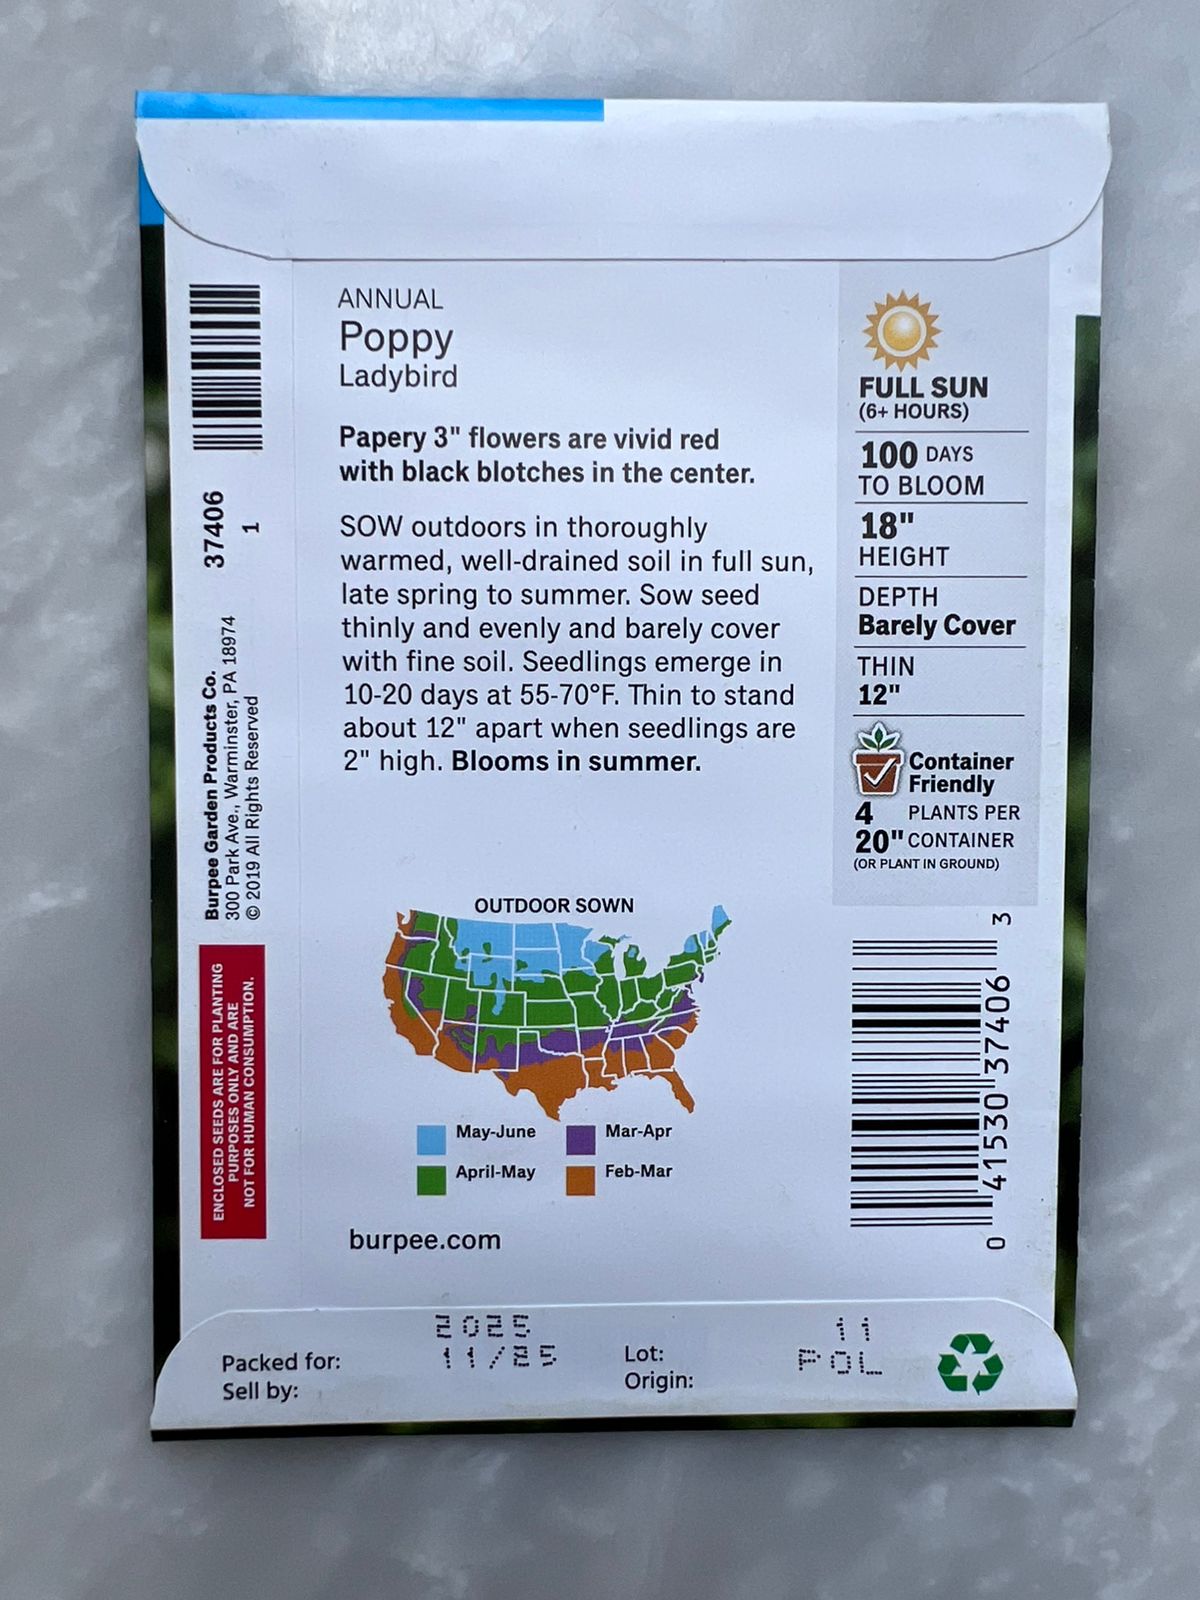 ANNUAL
Poppy
Ladybird
Papery 3" flowers are vivid red
with black blotches in the center.
SOW outdoors in thoroughly
warmed, well-drained soil in full sun,
late spring to summer. Sow seed
thinly and evenly and barely cover
with fine soil. Seedlings emerge in
10-20 days at 55-70°F. Thin to stand
about 12" apart when seedlings are
2" high. Blooms in summer.
FULL SUN
(6+ HOURS)
100 DAYS
TO BLOOM
18"
HEIGHT
DEPTH
Barely Cover
THIN
12"
Container
Friendly
4 PLANTS PER
20" CONTAINER
(OR PLANT IN GROUND)
37406
1
Burpee Garden Products Co.
300 Park Ave., Warminster, PA 18974
© 2019 All Rights Reserved
ENCLOSED SEEDS ARE FOR PLANTING
PURPOSES ONLY AND ARE
NOT FOR HUMAN CONSUMPTION.
OUTDOOR SOWN
May-June
Mar-Apr
April-May
Feb-Mar
burpee.com
0 41530 37406 3
2025
11/25
Packed for:
Sell by:
11
POL
Lot:
Origin: